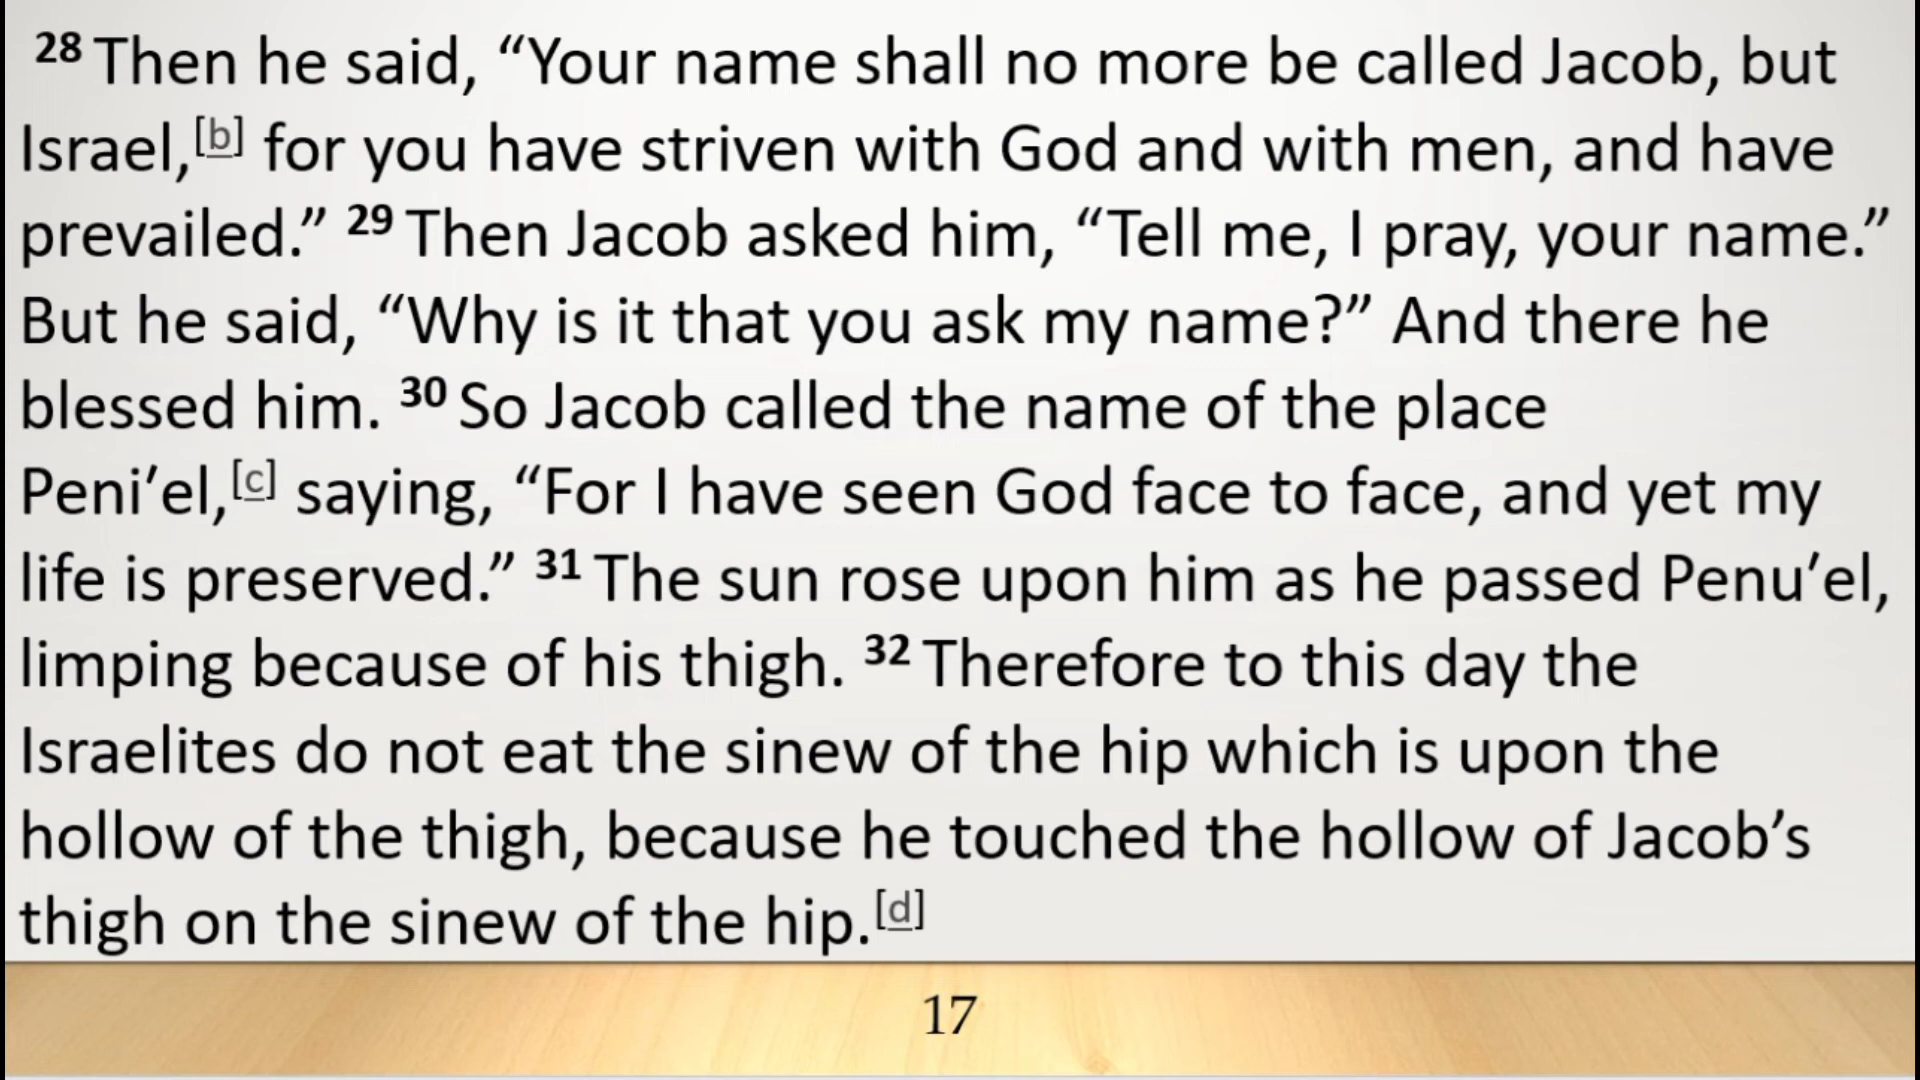 28 Then he said, “Your name shall no more be called Jacob, but
Israel,[b] for you have striven with God and with men, and have
prevailed.” 29 Then Jacob asked him, “Tell me, I pray, your name.”
But he said, “Why is it that you ask my name?” And there he
blessed him. 30 So Jacob called the name of the place
Peni′el,[c] saying, “For I have seen God face to face, and yet my
life is preserved.” 31 The sun rose upon him as he passed Penu′el,
limping because of his thigh. 32 Therefore to this day the
Israelites do not eat the sinew of the hip which is upon the
hollow of the thigh, because he touched the hollow of Jacob’s
thigh on the sinew of the hip.[d]
17